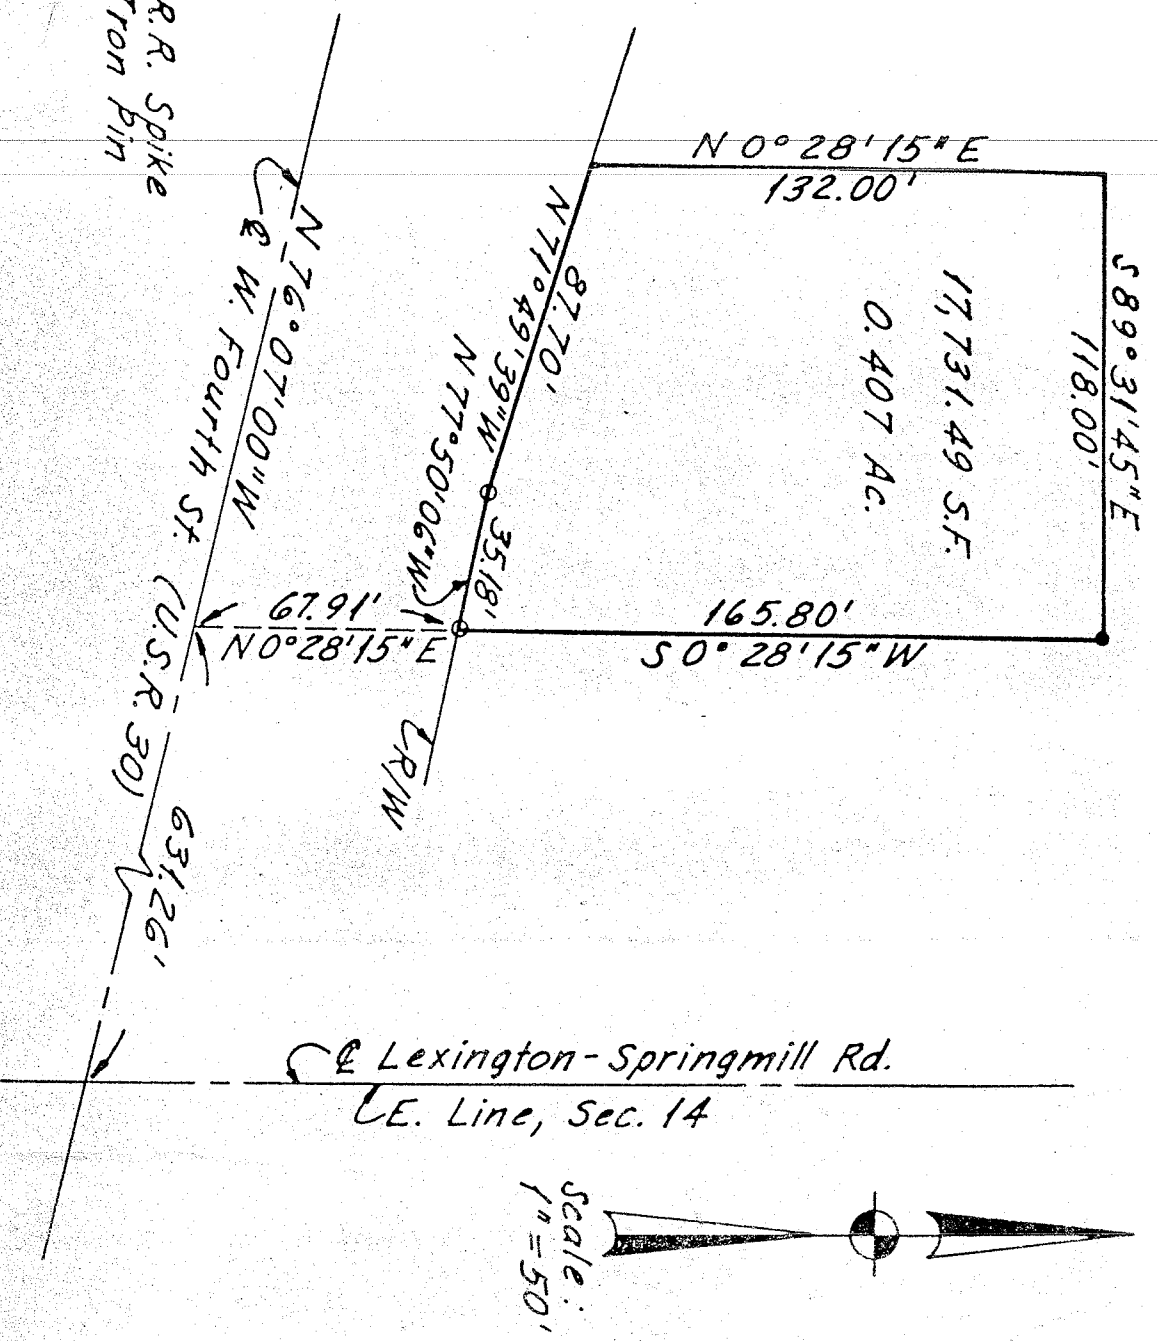 R.R. Spike
Iron Pin
N 0° 28' 15" E
132.00'
S 89° 31' 45" E
118.00'
17,731.49 S.F.
0.407 Ac.
87.70'
N 71° 49' 39" W
N 77° 50' 06" W
35.18'
165.80'
S 0° 28' 15" W
67.91'
N 0° 28' 15" E
N 76° 07' 00" W
℄ W. Fourth St. (U.S.R. 30)
631.26'
R/W
℄ Lexington-Springmill Rd.
E. Line, Sec. 14
Scale:
1" = 50'